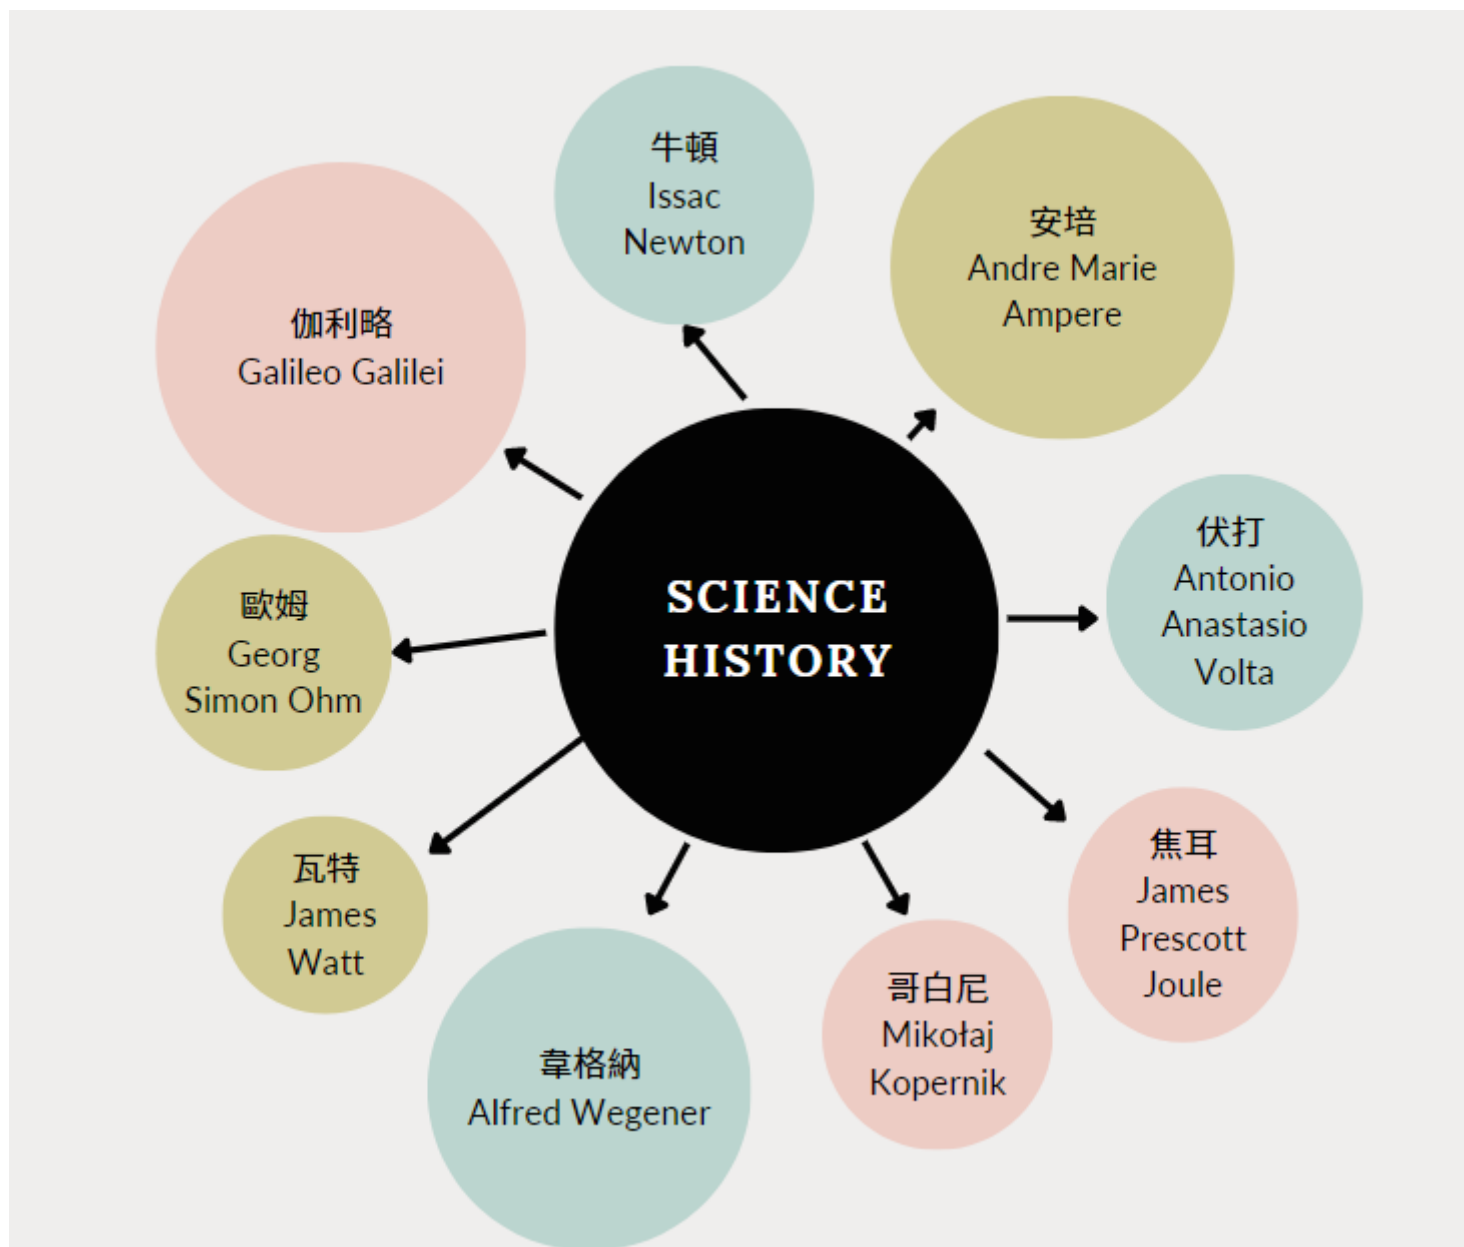 牛頓
Issac
Newton
安培
Andre Marie
Ampere
伽利略
Galileo Galilei
伏打
Antonio
Anastasio
Volta
SCIENCE
HISTORY
歐姆
Georg
Simon Ohm
焦耳
James
Prescott
Joule
瓦特
James
Watt
哥白尼
Mikołaj
Kopernik
韋格納
Alfred Wegener